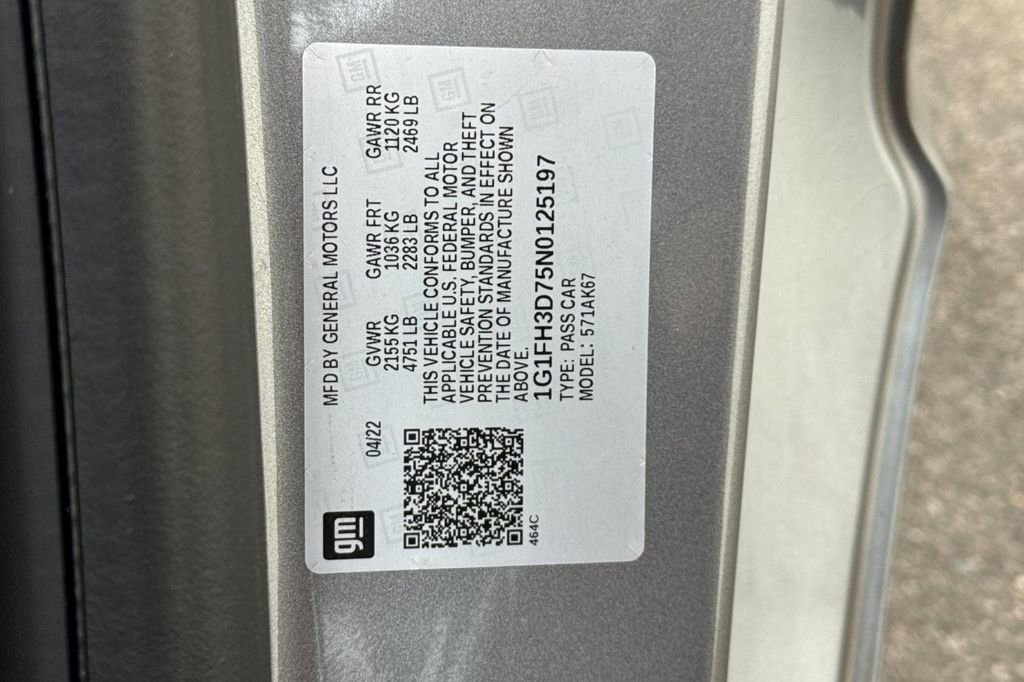 gm
04/22
MFD BY GENERAL MOTORS LLC
GVWR GAWR FRT GAWR RR
2155 KG 1036 KG 1120 KG
4751 LB 2283 LB 2469 LB
THIS VEHICLE CONFORMS TO ALL
APPLICABLE U.S. FEDERAL MOTOR
VEHICLE SAFETY, BUMPER, AND THEFT
PREVENTION STANDARDS IN EFFECT ON
THE DATE OF MANUFACTURE SHOWN
ABOVE.
1G1FH3D75N0125197
TYPE: PASS CAR
MODEL: 571AK67
464C